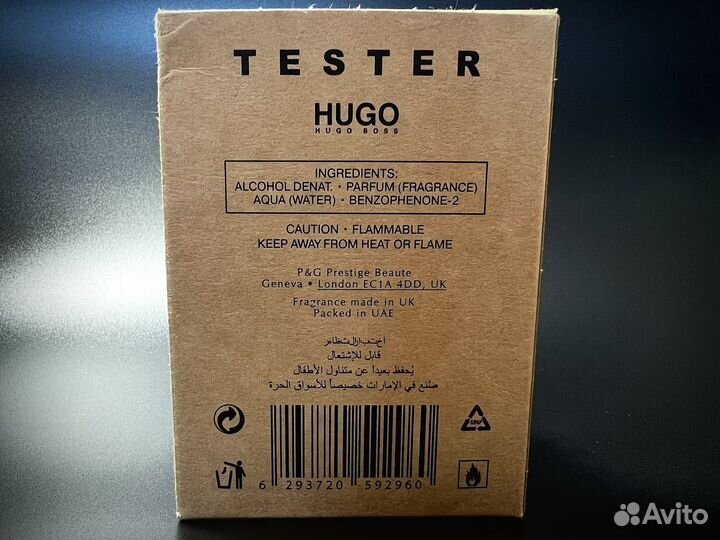 TESTER
HUGO
HUGO BOSS
INGREDIENTS:
ALCOHOL DENAT. • PARFUM (FRAGRANCE)
AQUA (WATER) • BENZOPHENONE-2
CAUTION • FLAMMABLE
KEEP AWAY FROM HEAT OR FLAME
P&G Prestige Beaute
Geneva • London EC1A 4DD, UK
Fragrance made in UK
Packed in UAE
قابل للإشتعال
يُحفظ بعيداً عن متناول الأطفال
صُنع في الإمارات خصيصاً للأسواق الحرة
6 293720 592960
Avito